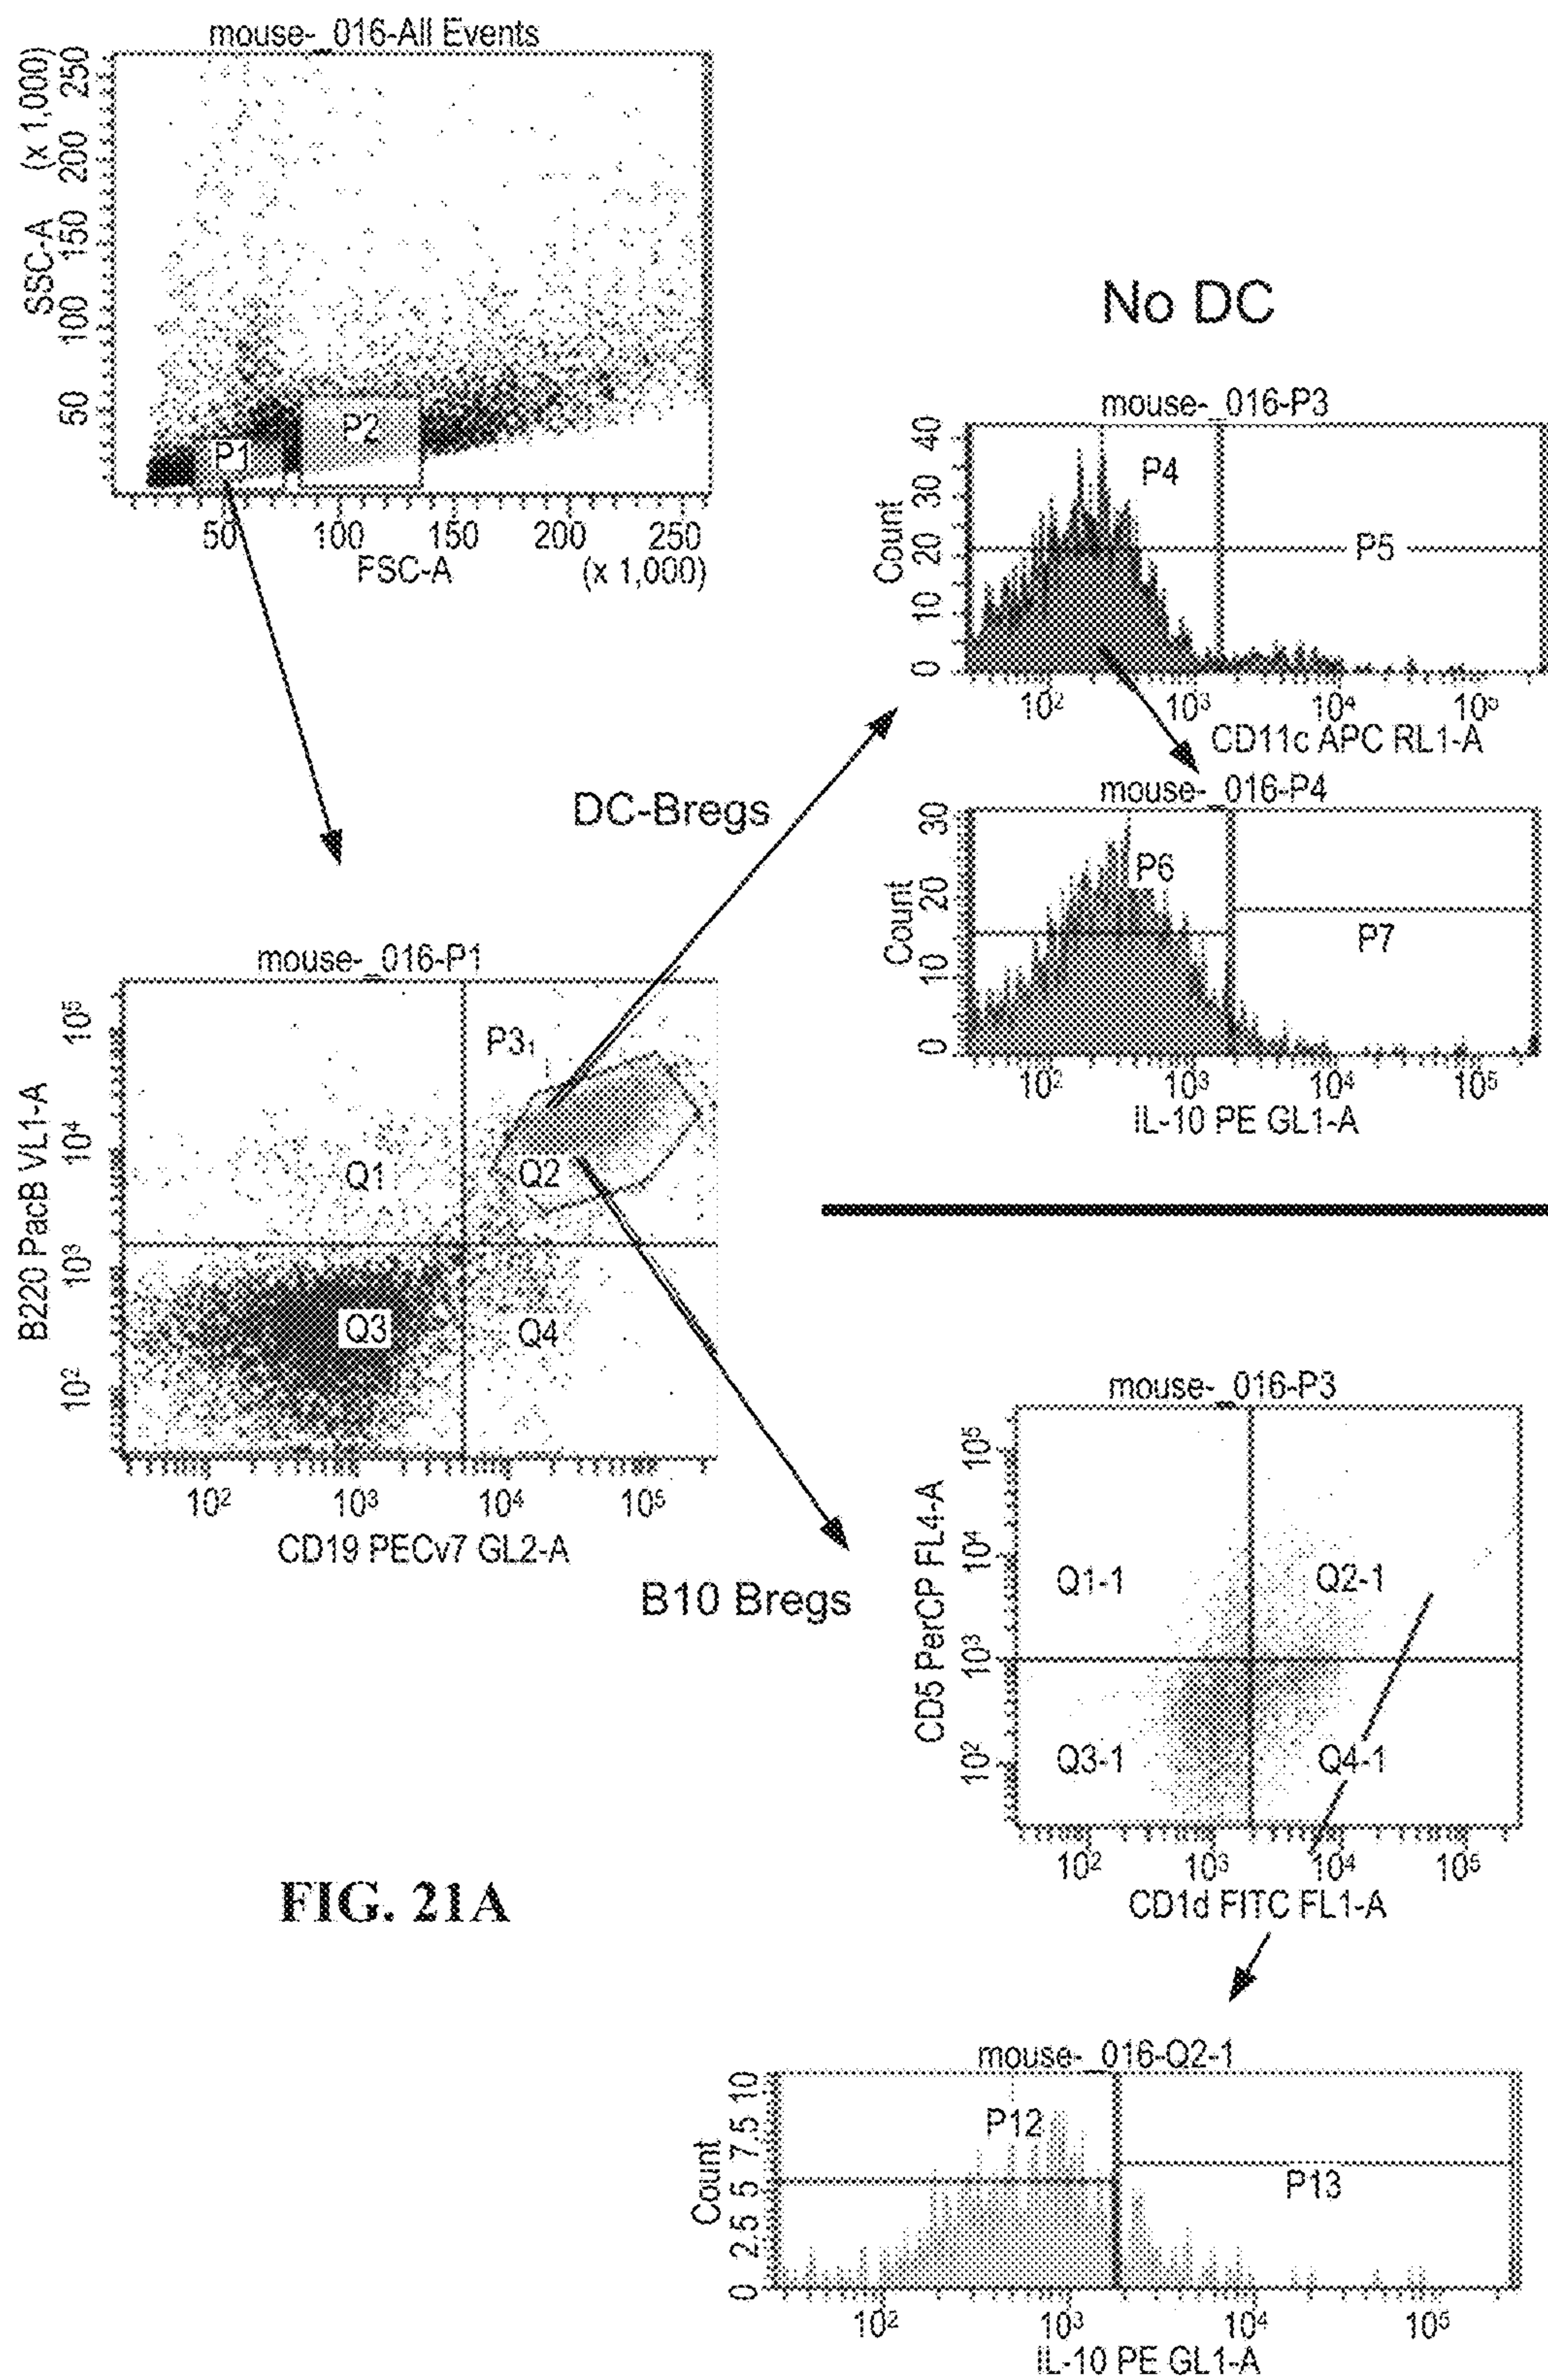 mouse-_016-All Events
SSC-A (x 1,000)
50 100 150 200 250
P1
P2
50 100 150 200 250
FSC-A (x 1,000)
No DC
mouse-_016-P3
Count
0 10 20 30 40
P4
P5
10² 10³ 10⁴ 10⁵
CD11c APC RL1-A
DC-Bregs
mouse-_016-P4
Count
0 10 20 30
P6
P7
10² 10³ 10⁴ 10⁵
IL-10 PE GL1-A
mouse-_016-P1
B220 PacB VL1-A
10² 10³ 10⁴ 10⁵
P3₁
Q1
Q2
Q3
Q4
10² 10³ 10⁴ 10⁵
CD19 PECv7 GL2-A
B10 Bregs
mouse-_016-P3
CD5 PerCP FL4-A
10² 10³ 10⁴ 10⁵
Q1-1
Q2-1
Q3-1
Q4-1
10² 10³ 10⁴ 10⁵
CD1d FITC FL1-A
FIG. 21A
mouse-_016-Q2-1
Count
0 2.5 5 7.5 10
P12
P13
10² 10³ 10⁴ 10⁵
IL-10 PE GL1-A